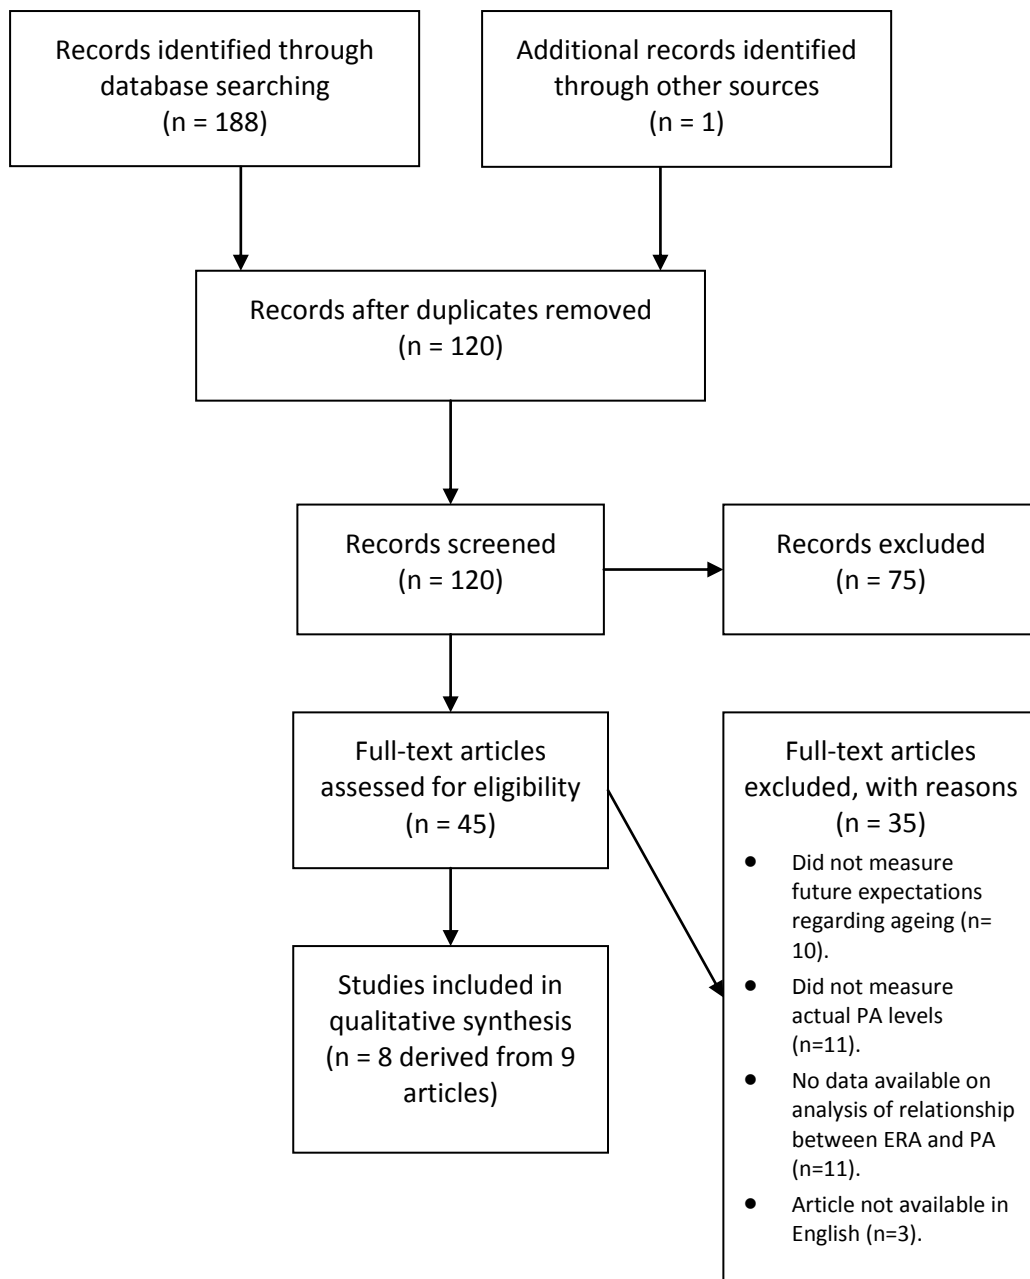 Records identified through
database searching
(n = 188)
Additional records identified
through other sources
(n = 1)
Records after duplicates removed
(n = 120)
Records screened
(n = 120)
Records excluded
(n = 75)
Full-text articles
assessed for eligibility
(n = 45)
Full-text articles
excluded, with reasons
(n = 35)
• Did not measure
future expectations
regarding ageing (n=
10).
• Did not measure
actual PA levels
(n=11).
• No data available on
analysis of relationship
between ERA and PA
(n=11).
• Article not available in
English (n=3).
Studies included in
qualitative synthesis
(n = 8 derived from 9
articles)